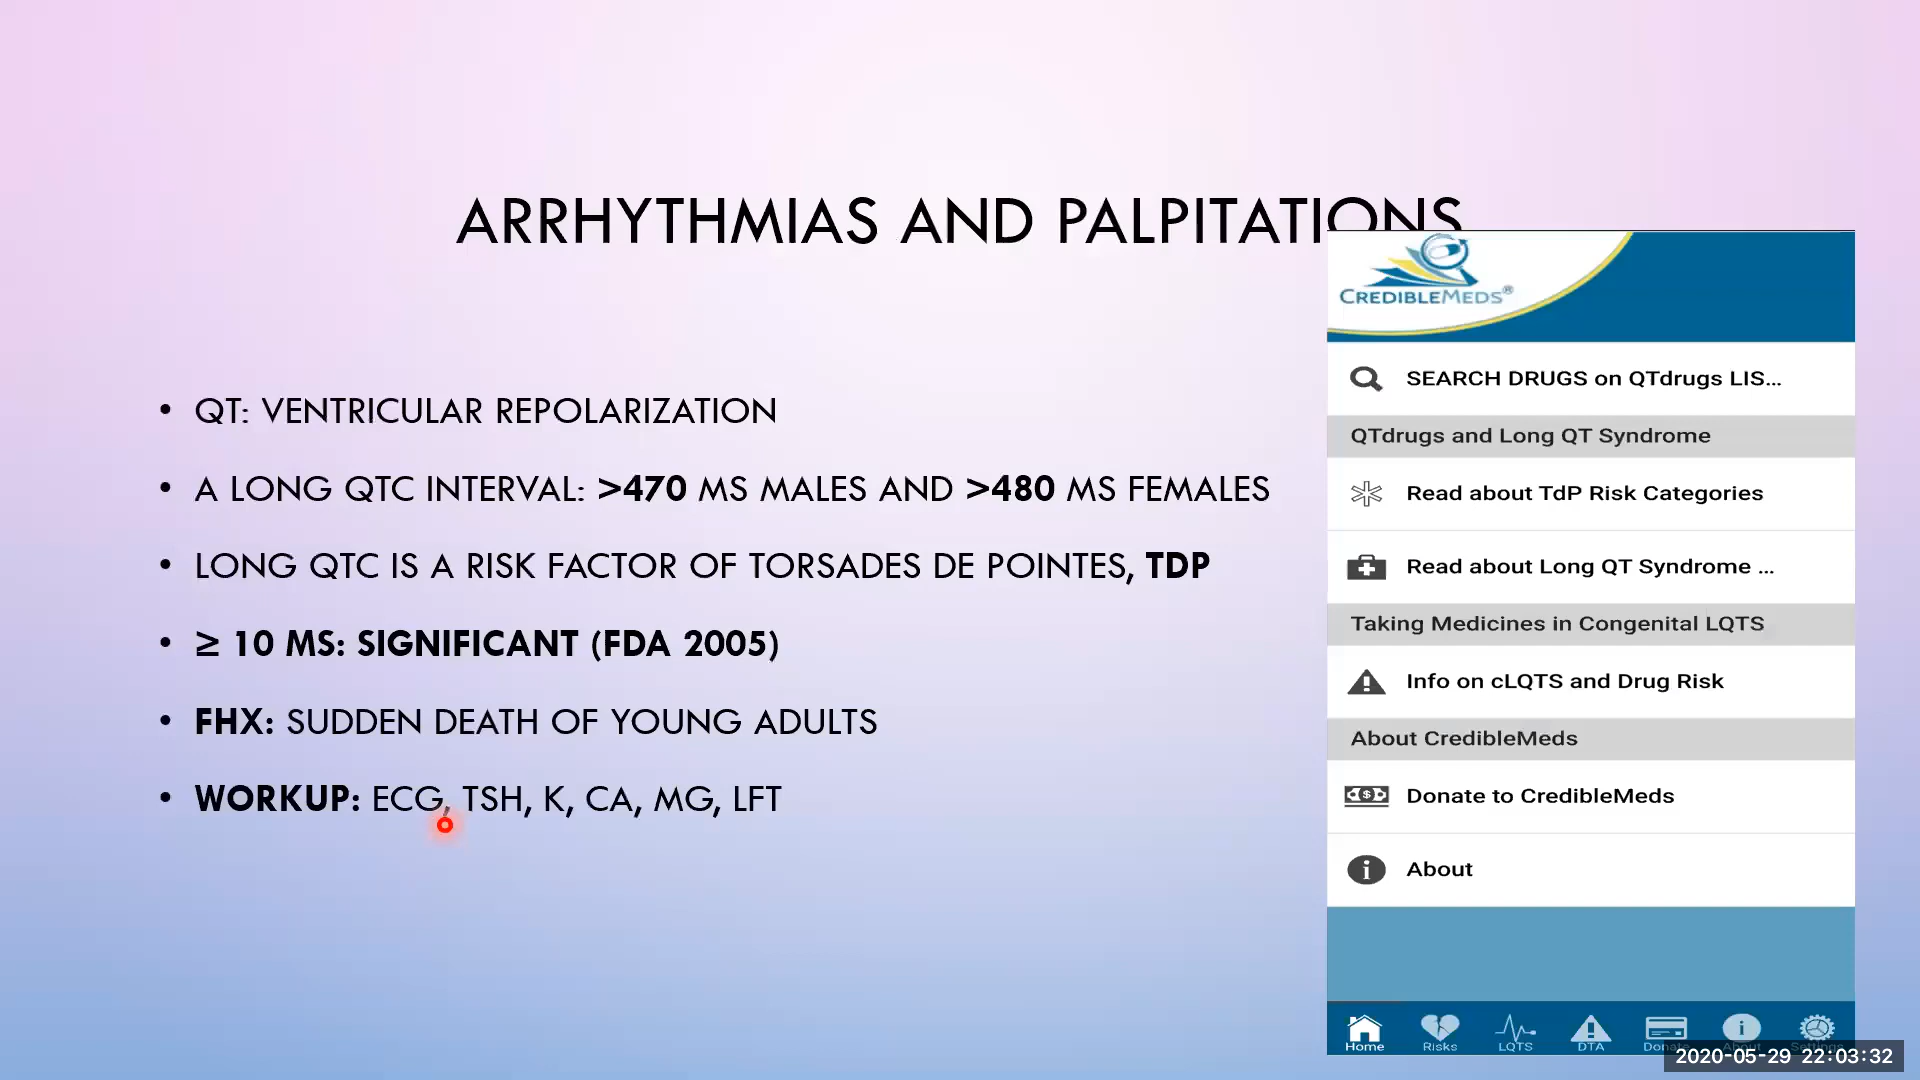 ARRHYTHMIAS AND PALPITATIONS
• QT: VENTRICULAR REPOLARIZATION
• A LONG QTC INTERVAL: >470 MS MALES AND >480 MS FEMALES
• LONG QTC IS A RISK FACTOR OF TORSADES DE POINTES, TDP
• ≥ 10 MS: SIGNIFICANT (FDA 2005)
• FHX: SUDDEN DEATH OF YOUNG ADULTS
• WORKUP: ECG, TSH, K, CA, MG, LFT
CREDIBLEMEDS®
SEARCH DRUGS on QTdrugs LIS...
QTdrugs and Long QT Syndrome
Read about TdP Risk Categories
Read about Long QT Syndrome ...
Taking Medicines in Congenital LQTS
Info on cLQTS and Drug Risk
About CredibleMeds
Donate to CredibleMeds
About
Home Risks LQTS DTA Donate About Settings
2020-05-29 22:03:32